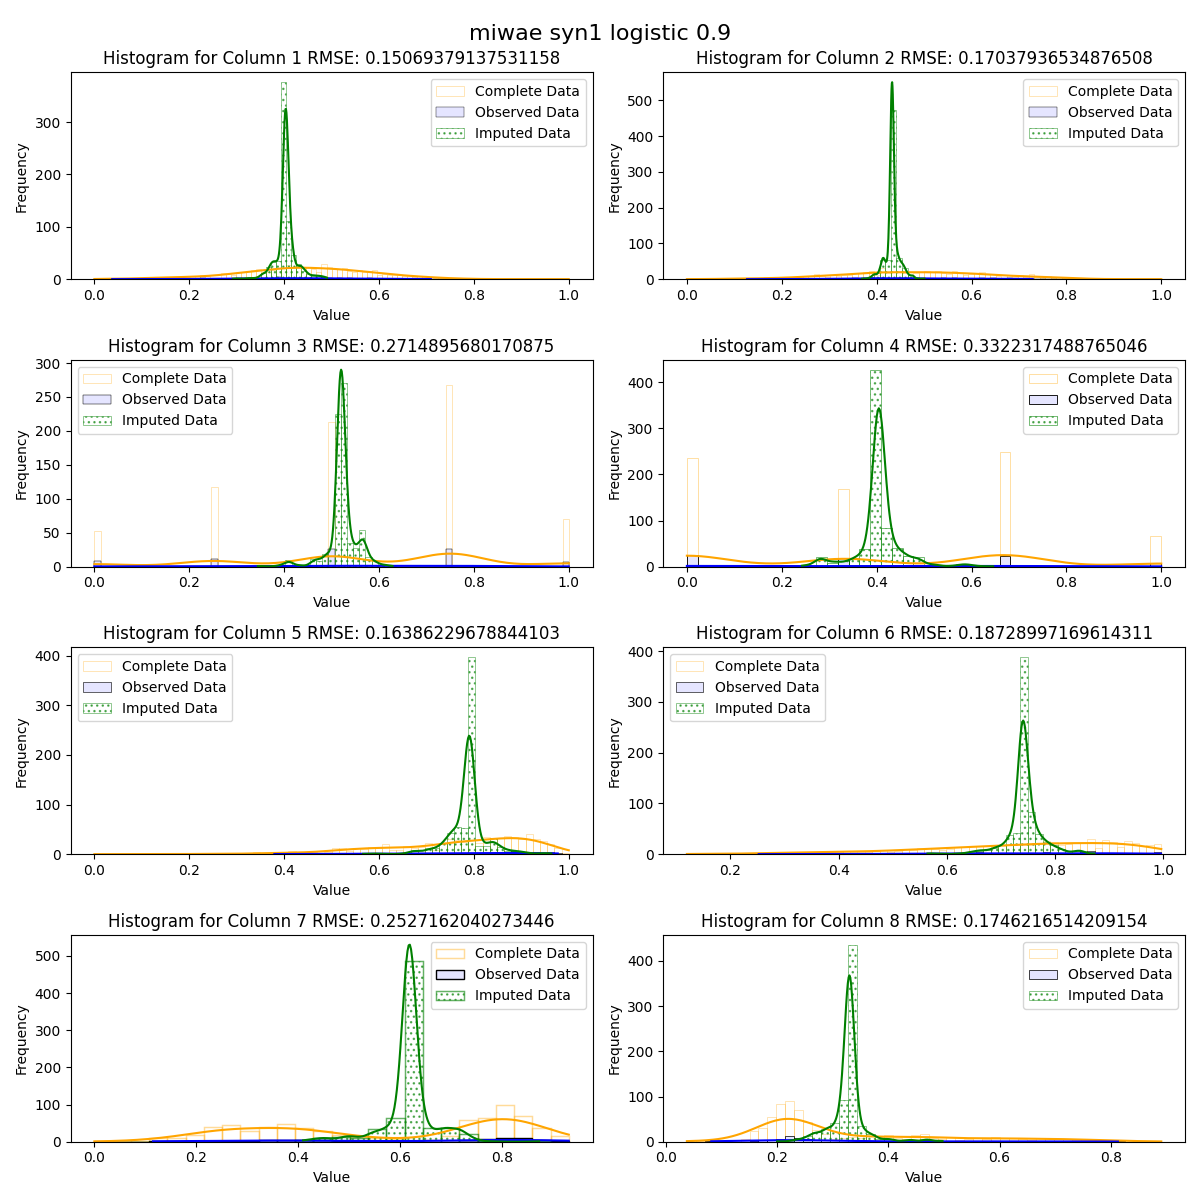 miwae syn1 logistic 0.9
Histogram for Column 1 RMSE: 0.15069379137531158
Frequency
300
200
100
0
Complete Data
Observed Data
Imputed Data
0.0 0.2 0.4 0.6 0.8 1.0
Value
Histogram for Column 2 RMSE: 0.17037936534876508
Frequency
500
400
300
200
100
0
Complete Data
Observed Data
Imputed Data
0.0 0.2 0.4 0.6 0.8 1.0
Value
Histogram for Column 3 RMSE: 0.2714895680170875
Frequency
300
250
200
150
100
50
0
Complete Data
Observed Data
Imputed Data
0.0 0.2 0.4 0.6 0.8 1.0
Value
Histogram for Column 4 RMSE: 0.3322317488765046
Frequency
400
300
200
100
0
Complete Data
Observed Data
Imputed Data
0.0 0.2 0.4 0.6 0.8 1.0
Value
Histogram for Column 5 RMSE: 0.16386229678844103
Frequency
400
300
200
100
0
Complete Data
Observed Data
Imputed Data
0.0 0.2 0.4 0.6 0.8 1.0
Value
Histogram for Column 6 RMSE: 0.18728997169614311
Frequency
400
300
200
100
0
Complete Data
Observed Data
Imputed Data
0.2 0.4 0.6 0.8 1.0
Value
Histogram for Column 7 RMSE: 0.2527162040273446
Frequency
500
400
300
200
100
0
Complete Data
Observed Data
Imputed Data
0.0 0.2 0.4 0.6 0.8
Value
Histogram for Column 8 RMSE: 0.1746216514209154
Frequency
400
300
200
100
0
Complete Data
Observed Data
Imputed Data
0.0 0.2 0.4 0.6 0.8
Value